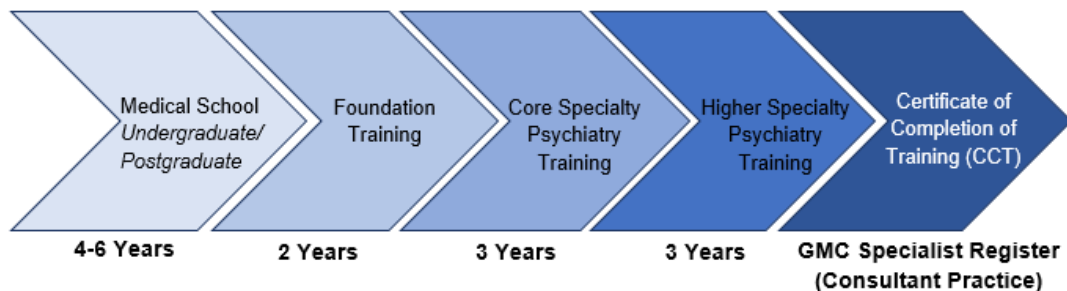 Medical School
Undergraduate/
Postgraduate
Foundation
Training
Core Specialty
Psychiatry
Training
Higher Specialty
Psychiatry
Training
Certificate of
Completion of
Training (CCT)
4-6 Years
2 Years
3 Years
3 Years
GMC Specialist Register
(Consultant Practice)